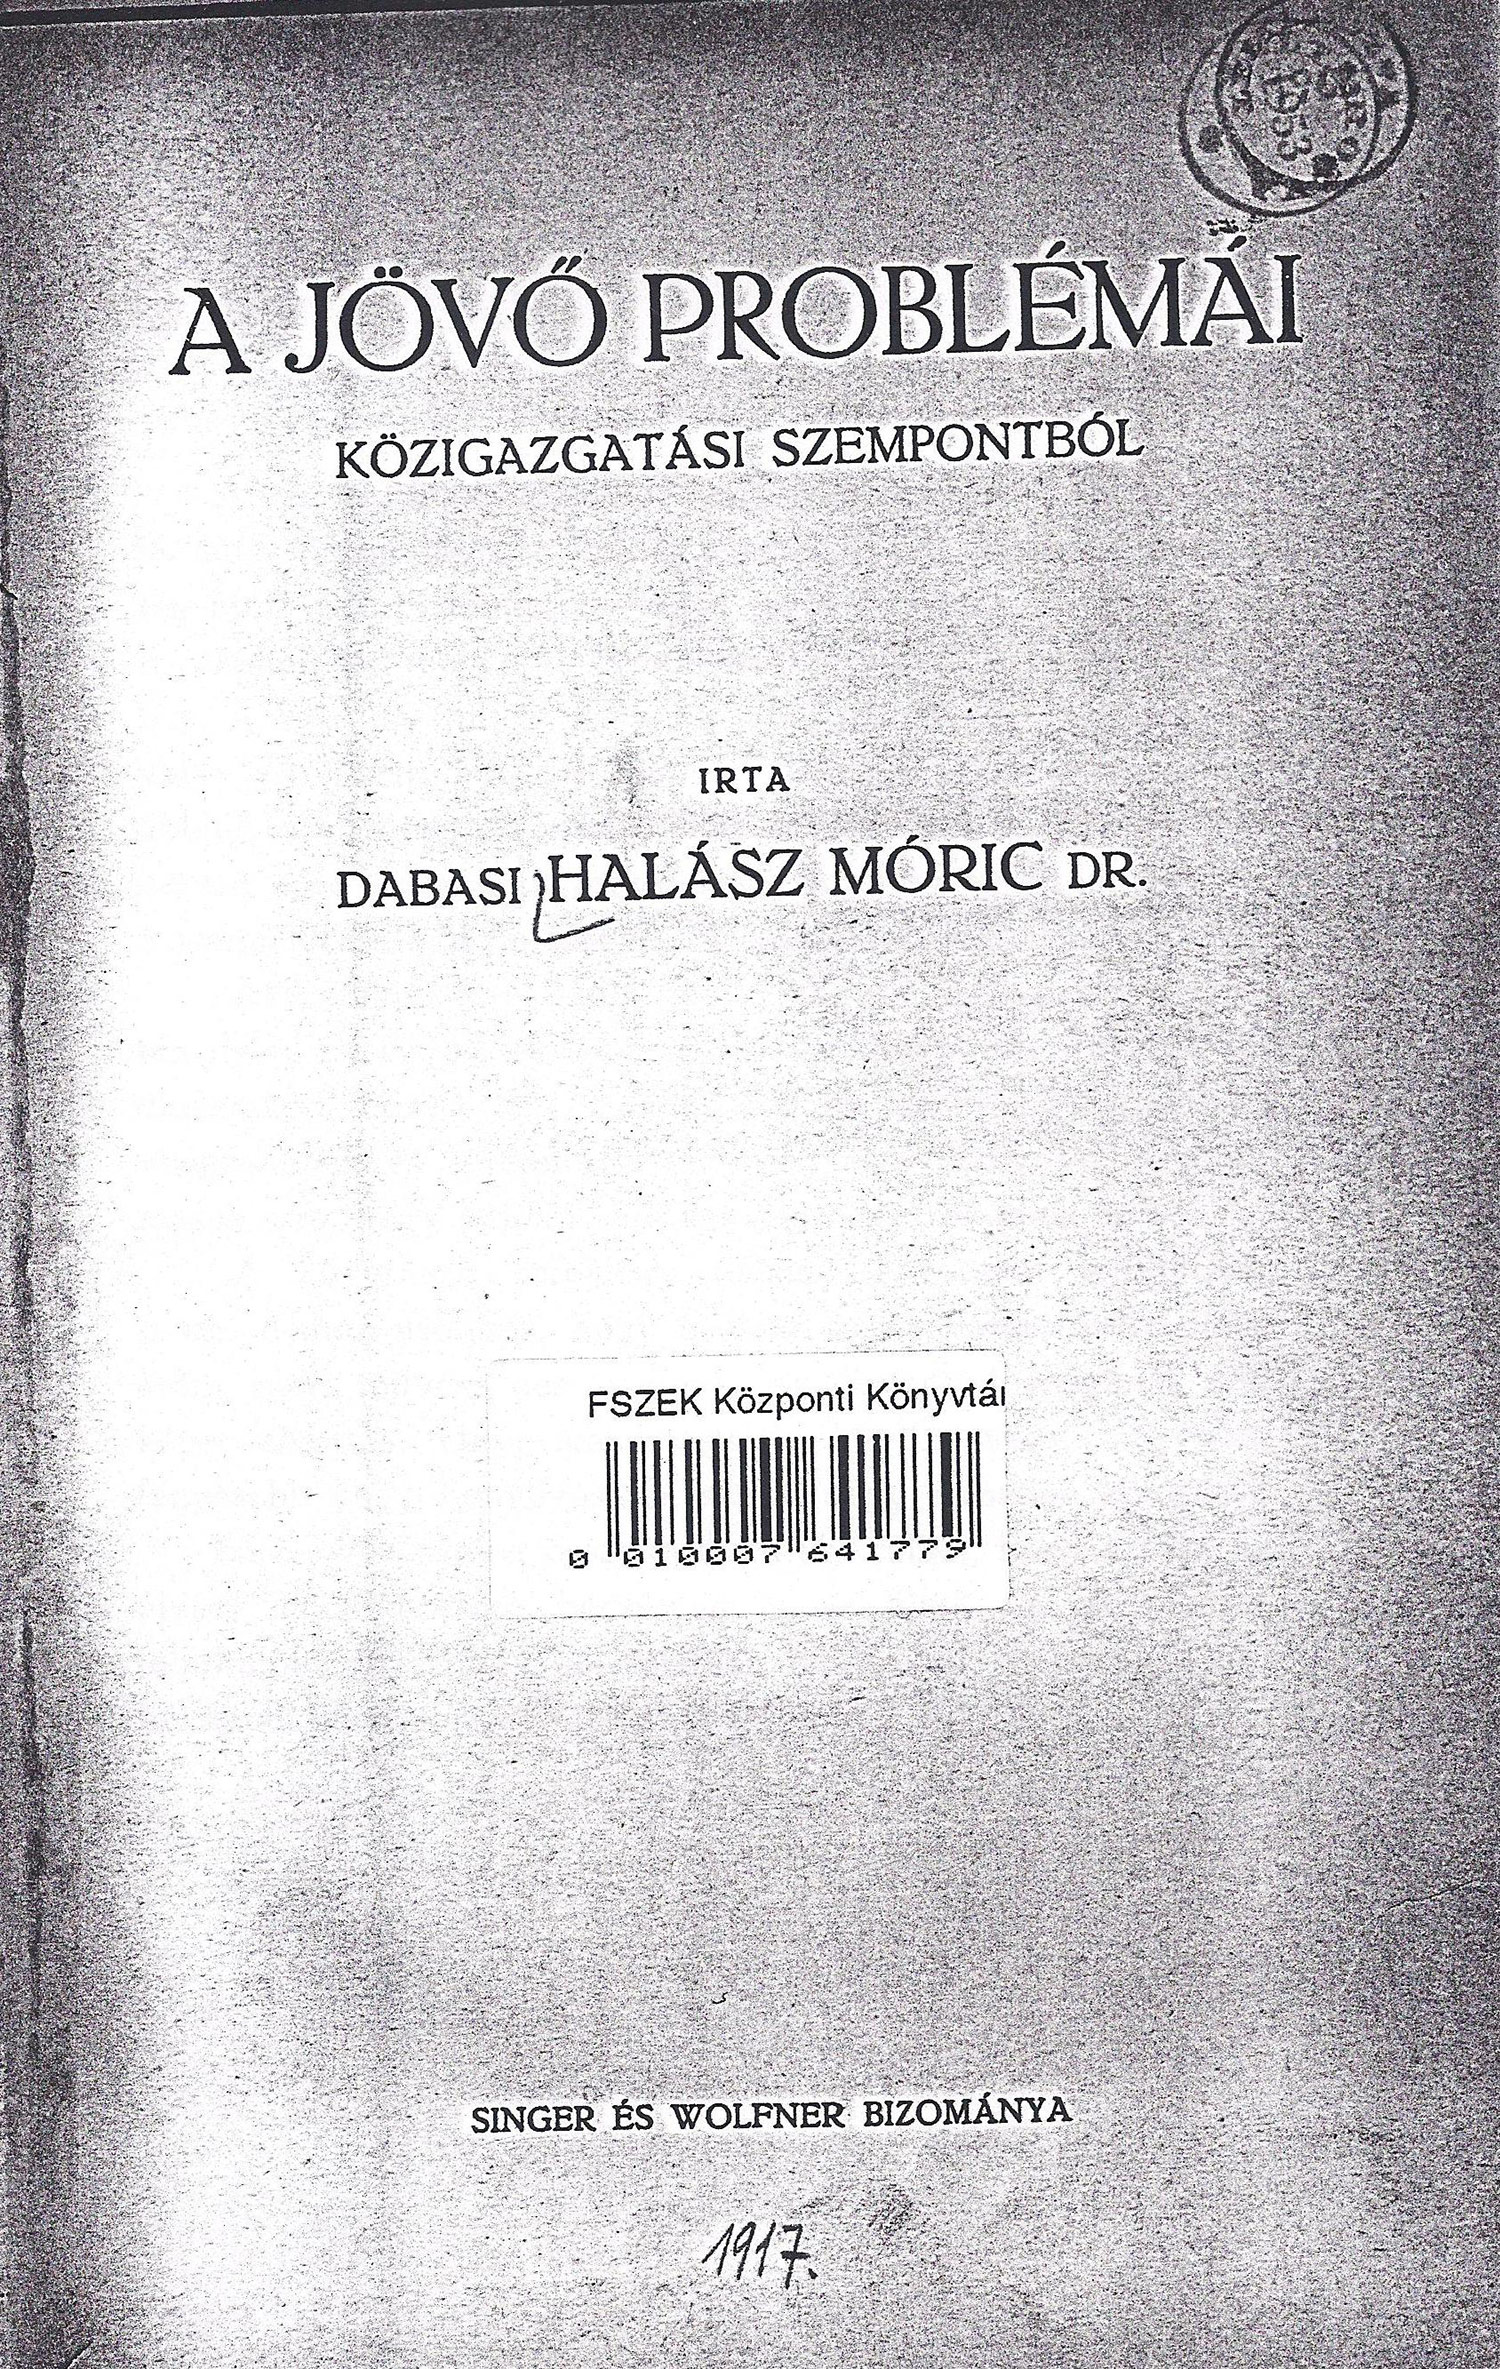 A JÖVŐ PROBLÉMÁI
KÖZIGAZGATÁSI SZEMPONTBÓL
IRTA
DABASI HALÁSZ MÓRIC DR.
FSZEK Központi Könyvtár
0 010007 641779
SINGER ÉS WOLFNER BIZOMÁNYA
1917.